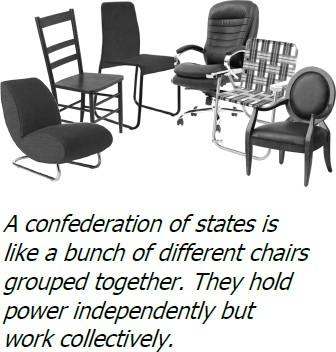 A confederation of states is
like a bunch of different chairs
grouped together. They hold
power independently but
work collectively.